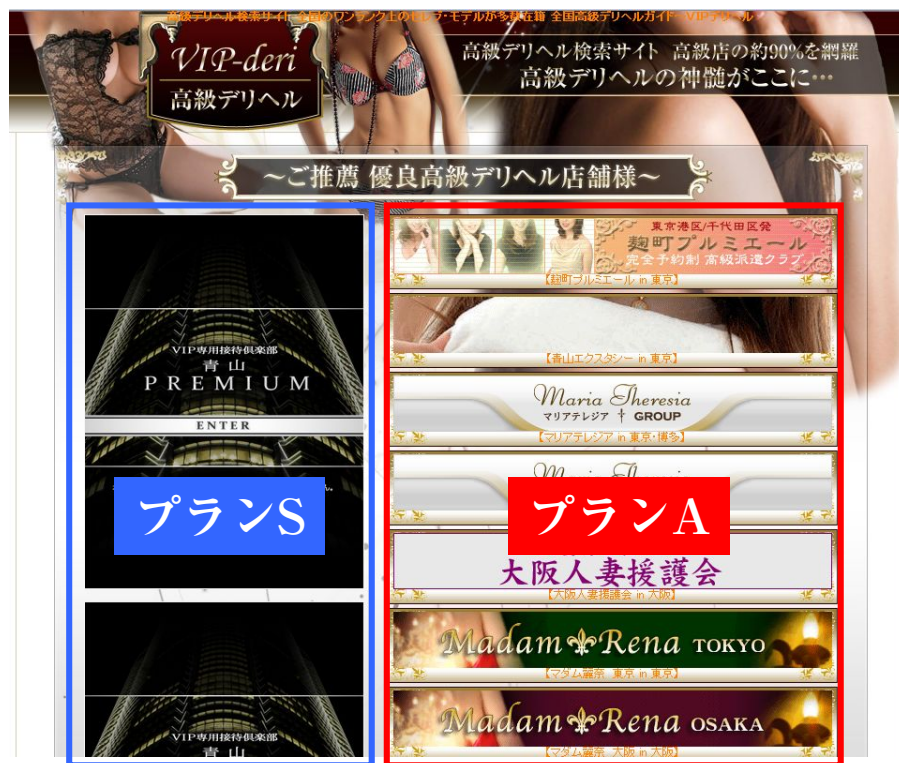 高級デリヘル検索サイト 全国のワンランク上のセレブ・モデルが多数在籍 全国高級デリヘルガイド・VIPデリヘル
VIP-deri
高級デリヘル
高級デリヘル検索サイト 高級店の約90%を網羅
高級デリヘルの神髄がここに…
～ご推薦 優良高級デリヘル店舗様～
VIP専用接待倶楽部
青山
PREMIUM
ENTER
プランS
VIP専用接待倶楽部
青山
東京港区/千代田区発
麹町プルミエール
完全予約制 高級派遣クラブ
【麹町プルミエール in 東京】
【青山エクスタシー in 東京】
Maria Theresia
マリアテレジア † GROUP
【マリアテレジア in 東京・博多】
プランA
大阪人妻援護会
【大阪人妻援護会 in 大阪】
Madam Rena TOKYO
【マダム麗奈 東京 in 東京】
Madam Rena OSAKA
【マダム麗奈 大阪 in 大阪】